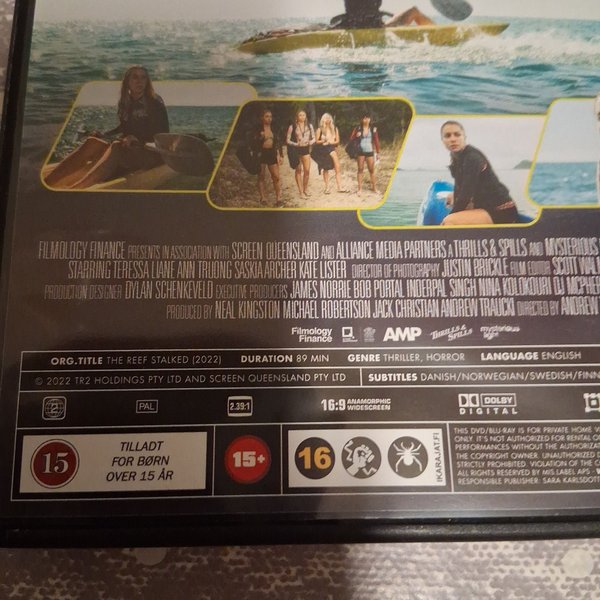 FILMOLOGY FINANCE PRESENTS IN ASSOCIATION WITH SCREEN QUEENSLAND AND ALLIANCE MEDIA PARTNERS A THRILLS & SPILLS AND MYSTERIOUS
STARRING TERESSA LIANE ANN TRUONG SASKIA ARCHER KATE LISTER DIRECTOR OF PHOTOGRAPHY JUSTIN BRICKLE FILM EDITOR SCOTT
PRODUCTION DESIGNER DYLAN SCHENKEVELD EXECUTIVE PRODUCERS JAMES NORRIE BOB PORTAL INDERPAL SINGH NINA KOLOKOURI DJ
PRODUCED BY NEAL KINGSTON MICHAEL ROBERTSON JACK CHRISTIAN ANDREW TRAUCKI DIRECTED BY ANDREW
Filmology Finance AMP THRILLS & SPILLS mysterious light
ORG.TITLE THE REEF STALKED (2022) DURATION 89 MIN GENRE THRILLER, HORROR LANGUAGE ENGLISH
© 2022 TR2 HOLDINGS PTY LTD AND SCREEN QUEENSLAND PTY LTD SUBTITLES DANISH/NORWEGIAN/SWEDISH/FINN
2 PAL 2.39:1 16:9 ANAMORPHIC WIDESCREEN DOLBY DIGITAL
15 TILLADT FOR BØRN OVER 15 ÅR
15+
16 IKARAJAT.FI
THIS DVD/BLU-RAY IS FOR PRIVATE HOME
ONLY. IT'S NOT AUTHORIZED FOR RENTAL
PERFORMANCES WITHOUT THE AUTHORIZATION
THE COPYRIGHT OWNER. UNAUTHORIZED
STRICTLY PROHIBITED. VIOLATION OF THE
ALL RIGHTS RESERVED BY MIS.LABEL APS -
RESPONSIBLE PUBLISHER: SARA KARLSDOTT